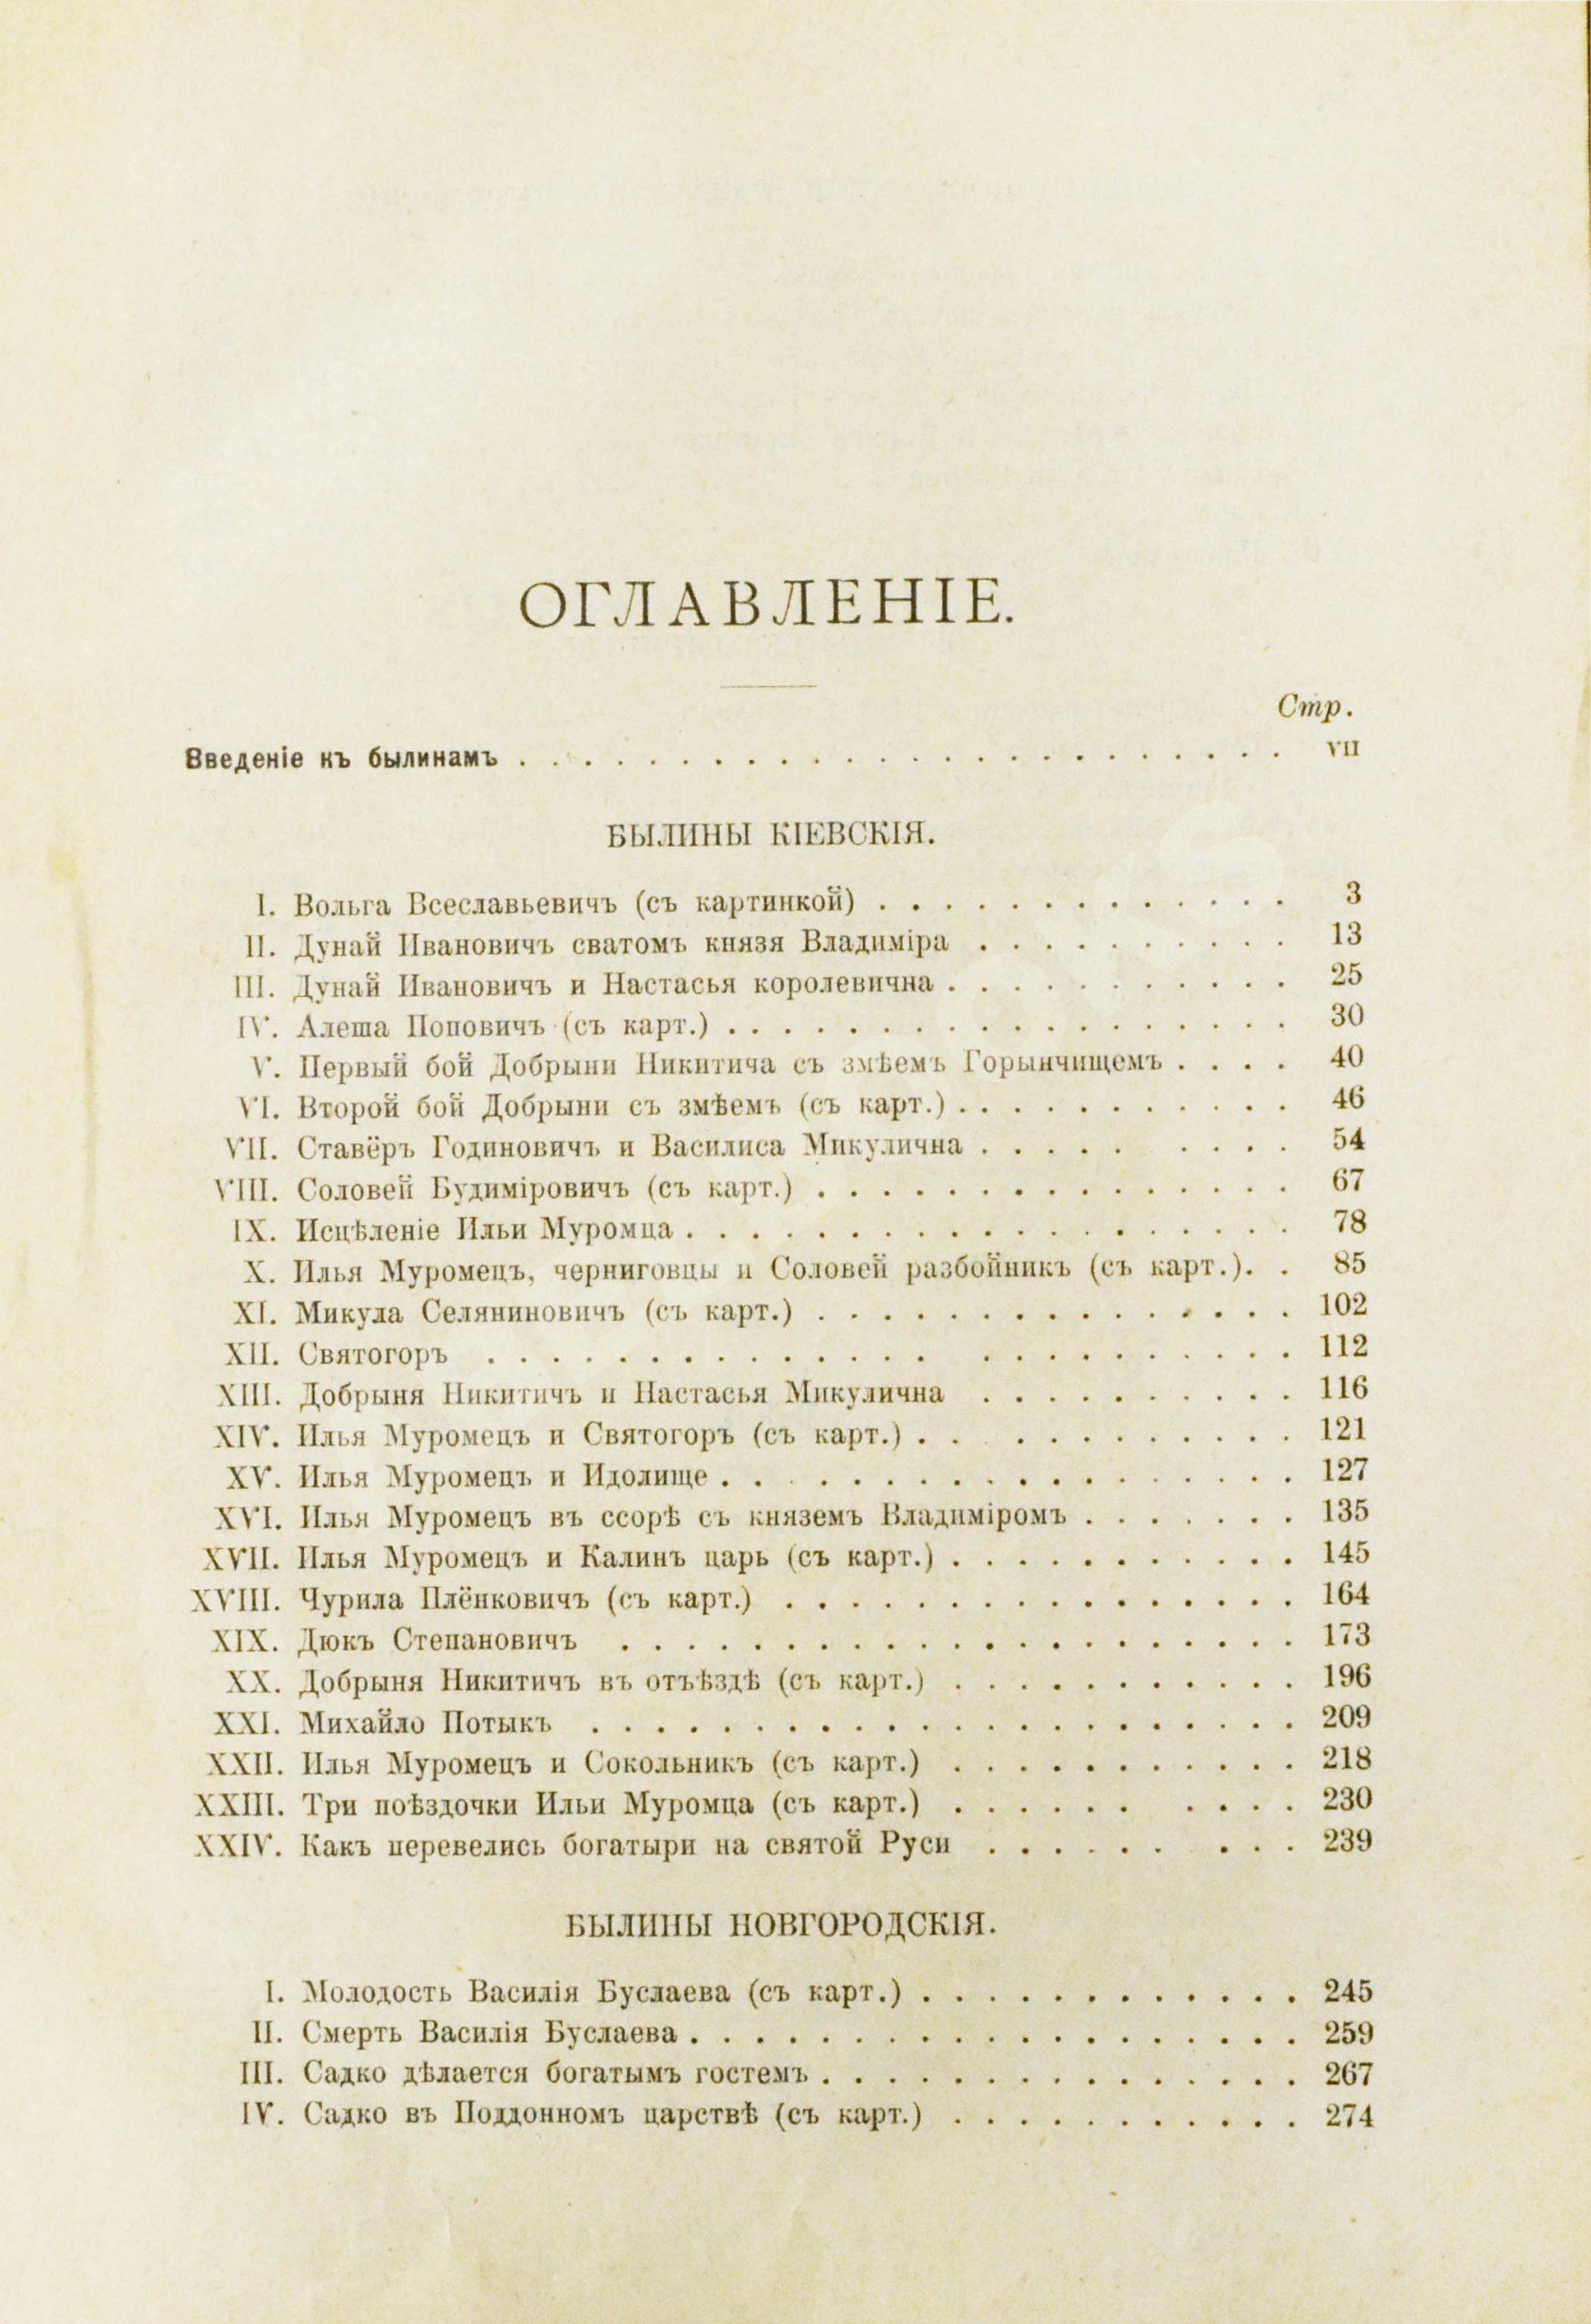 ОГЛАВЛЕНІЕ.
Стр.
Введеніе къ былинамъ . . . . . . . . . . . . . . . . . . . . . . . . VII
БЫЛИНЫ КІЕВСКІЯ.
I. Вольга Всеславьевичъ (съ картинкой) . . . . . . . . . . . . . 3
II. Дунай Ивановичъ сватомъ князя Владиміра . . . . . . . . . . 13
III. Дунай Ивановичъ и Настасья королевична . . . . . . . . . . . 25
IV. Алеша Поповичъ (съ карт.) . . . . . . . . . . . . . . . . . . 30
V. Первый бой Добрыни Никитича съ змѣемъ Горынчищемъ . . . . 40
VI. Второй бой Добрыни съ змѣемъ (съ карт.) . . . . . . . . . . . 46
VII. Ставёръ Годиновичъ и Василиса Микулична . . . . . . . . . 54
VIII. Соловей Будиміровичъ (съ карт.) . . . . . . . . . . . . . . . 67
IX. Исцѣленіе Ильи Муромца . . . . . . . . . . . . . . . . . . . 78
X. Илья Муромецъ, черниговцы и Соловей разбойникъ (съ карт.). . 85
XI. Микула Селяниновичъ (съ карт.) . . . . . . . . . . . . . . . 102
XII. Святогоръ . . . . . . . . . . . . . . . . . . . . . . . . 112
XIII. Добрыня Никитичъ и Настасья Микулична . . . . . . . . . . 116
XIV. Илья Муромецъ и Святогоръ (съ карт.) . . . . . . . . . . . 121
XV. Илья Муромецъ и Идолище . . . . . . . . . . . . . . . . . . 127
XVI. Илья Муромецъ въ ссорѣ съ княземъ Владиміромъ . . . . . . . 135
XVII. Илья Муромецъ и Калинъ царь (съ карт.) . . . . . . . . . . . 145
XVIII. Чурила Плёнковичъ (съ карт.) . . . . . . . . . . . . . . . . 164
XIX. Дюкъ Степановичъ . . . . . . . . . . . . . . . . . . . . . 173
XX. Добрыня Никитичъ въ отъѣздѣ (съ карт.) . . . . . . . . . . . 196
XXI. Михайло Потыкъ . . . . . . . . . . . . . . . . . . . . . . 209
XXII. Илья Муромецъ и Сокольникъ (съ карт.) . . . . . . . . . . . 218
XXIII. Три поѣздочки Ильи Муромца (съ карт.) . . . . . . . . . . 230
XXIV. Какъ перевелись богатыри на святой Руси . . . . . . . . . 239
БЫЛИНЫ НОВГОРОДСКІЯ.
I. Молодость Василія Буслаева (съ карт.) . . . . . . . . . . . . 245
II. Смерть Василія Буслаева . . . . . . . . . . . . . . . . . . . 259
III. Садко дѣлается богатымъ гостемъ . . . . . . . . . . . . . . . 267
IV. Садко въ Поддонномъ царствѣ (съ карт.) . . . . . . . . . . . 274